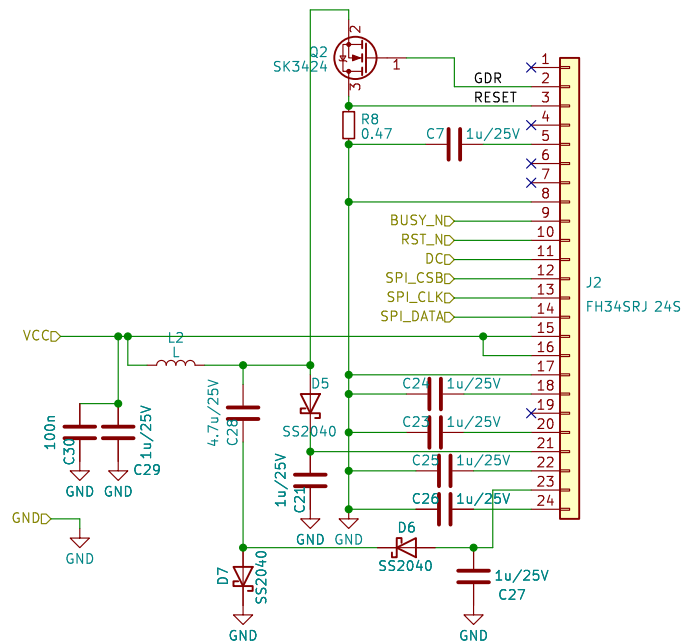 2
Q2
SK3424
1
3
GDR
RESET
R8
0.47
C7
1u/25V
1
2
3
4
5
6
7
8
9
10
11
12
13
14
15
16
17
18
19
20
21
22
23
24
J2
FH34SRJ 24S
BUSY_N
RST_N
DC
SPI_CSB
SPI_CLK
SPI_DATA
VCC
L2
L
D5
SS2040
C24
1u/25V
C23
1u/25V
C25
1u/25V
C26
1u/25V
4.7u/25V
C28
100n
C30
1u/25V
C29
GND
GND
1u/25V
C21
GND
GND
GND
GND
D6
SS2040
D7
SS2040
GND
1u/25V
C27
GND